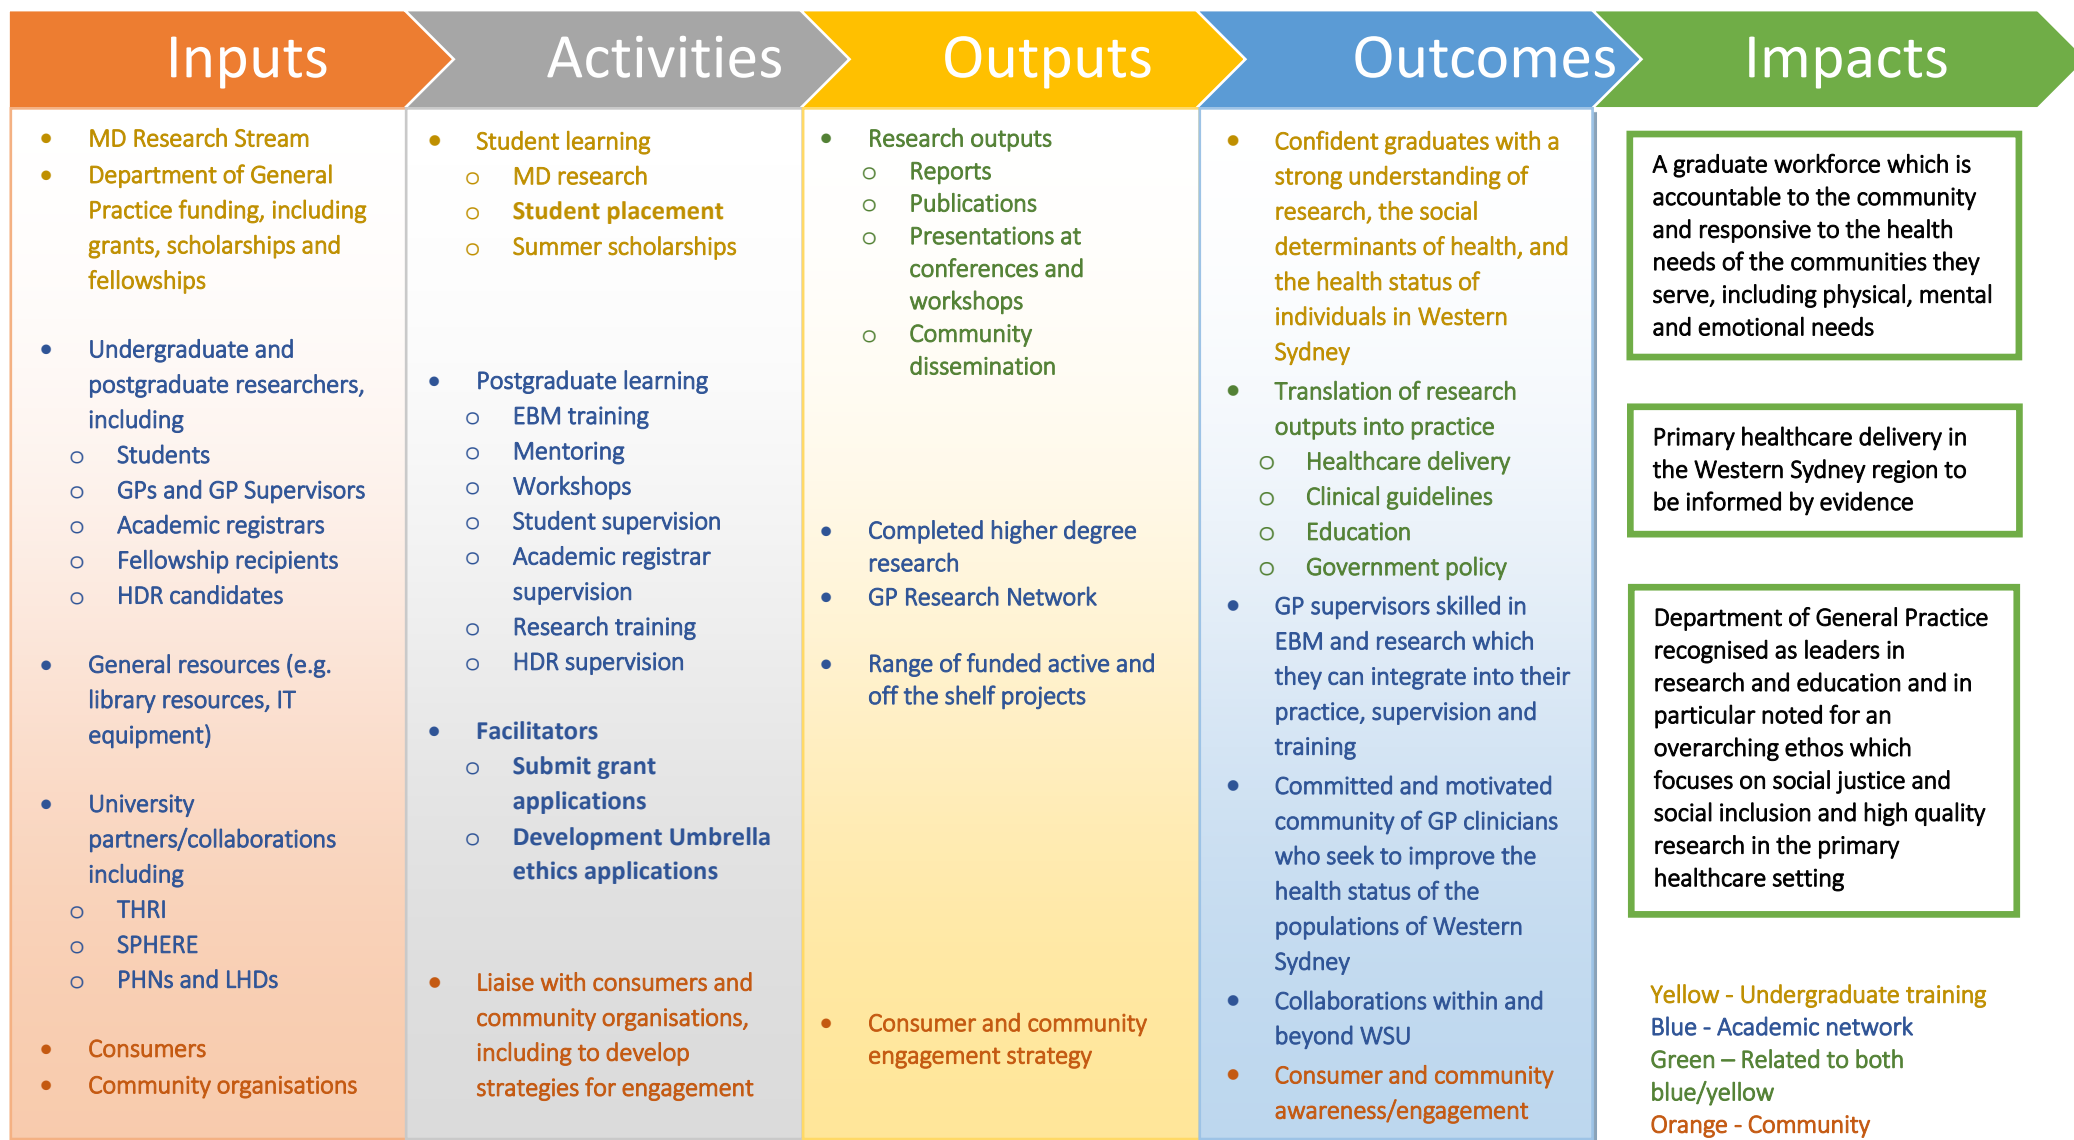 Inputs
Activities
Outputs
Outcomes
Impacts
• MD Research Stream
• Department of General
Practice funding, including
grants, scholarships and
fellowships
• Undergraduate and
postgraduate researchers,
including
o Students
o GPs and GP Supervisors
o Academic registrars
o Fellowship recipients
o HDR candidates
• General resources (e.g.
library resources, IT
equipment)
• University
partners/collaborations
including
o THRI
o SPHERE
o PHNs and LHDs
• Consumers
• Community organisations
• Student learning
o MD research
o Student placement
o Summer scholarships
• Postgraduate learning
o EBM training
o Mentoring
o Workshops
o Student supervision
o Academic registrar
supervision
o Research training
o HDR supervision
• Facilitators
o Submit grant
applications
o Development Umbrella
ethics applications
• Liaise with consumers and
community organisations,
including to develop
strategies for engagement
• Research outputs
o Reports
o Publications
o Presentations at
conferences and
workshops
o Community
dissemination
• Completed higher degree
research
• GP Research Network
• Range of funded active and
off the shelf projects
• Consumer and community
engagement strategy
• Confident graduates with a
strong understanding of
research, the social
determinants of health, and
the health status of
individuals in Western
Sydney
• Translation of research
outputs into practice
o Healthcare delivery
o Clinical guidelines
o Education
o Government policy
• GP supervisors skilled in
EBM and research which
they can integrate into their
practice, supervision and
training
• Committed and motivated
community of GP clinicians
who seek to improve the
health status of the
populations of Western
Sydney
• Collaborations within and
beyond WSU
• Consumer and community
awareness/engagement
A graduate workforce which is
accountable to the community
and responsive to the health
needs of the communities they
serve, including physical, mental
and emotional needs
Primary healthcare delivery in
the Western Sydney region to
be informed by evidence
Department of General Practice
recognised as leaders in
research and education and in
particular noted for an
overarching ethos which
focuses on social justice and
social inclusion and high quality
research in the primary
healthcare setting
Yellow - Undergraduate training
Blue - Academic network
Green – Related to both
blue/yellow
Orange - Community